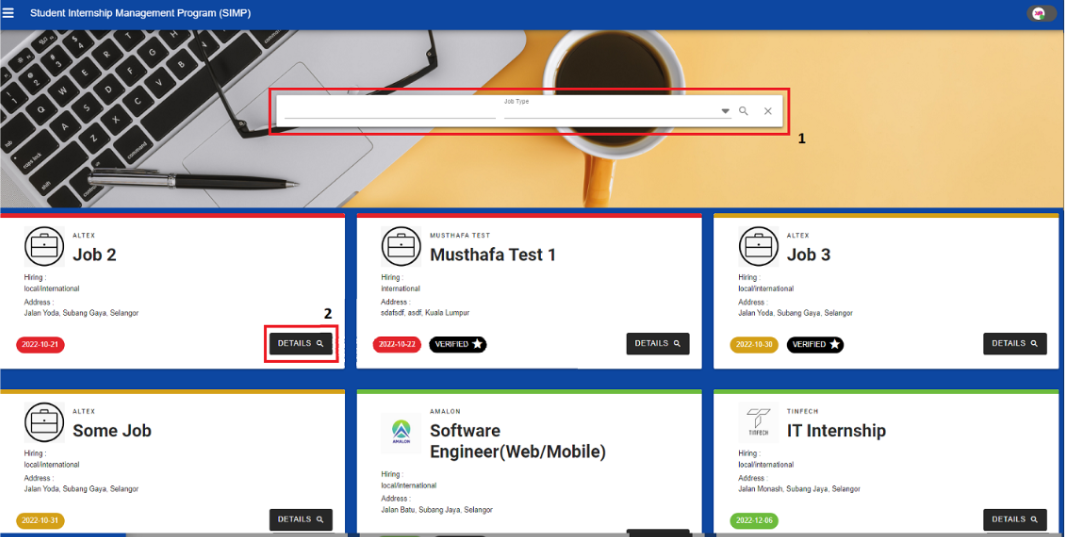 Student Internship Management Program (SIMP)
Job Type
1
ALTEX
Job 2
Hiring :
local/international
Address :
Jalan Yoda, Subang Gaya, Selangor
2
2022-10-21
DETAILS
MUSTHAFA TEST
Musthafa Test 1
Hiring :
international
Address :
sdafsdf, asdf, Kuala Lumpur
2022-10-22
VERIFIED
DETAILS
ALTEX
Job 3
Hiring :
local/international
Address :
Jalan Yoda, Subang Gaya, Selangor
2022-10-30
VERIFIED
DETAILS
ALTEX
Some Job
Hiring :
local/international
Address :
Jalan Yoda, Subang Gaya, Selangor
2022-10-31
DETAILS
AMALON
AMALON
Software
Engineer(Web/Mobile)
Hiring :
local/international
Address :
Jalan Batu, Subang Jaya, Selangor
TINFECH
TINFECH
IT Internship
Hiring :
local/international
Address :
Jalan Monash, Subang Jaya, Selangor
2022-12-06
DETAILS